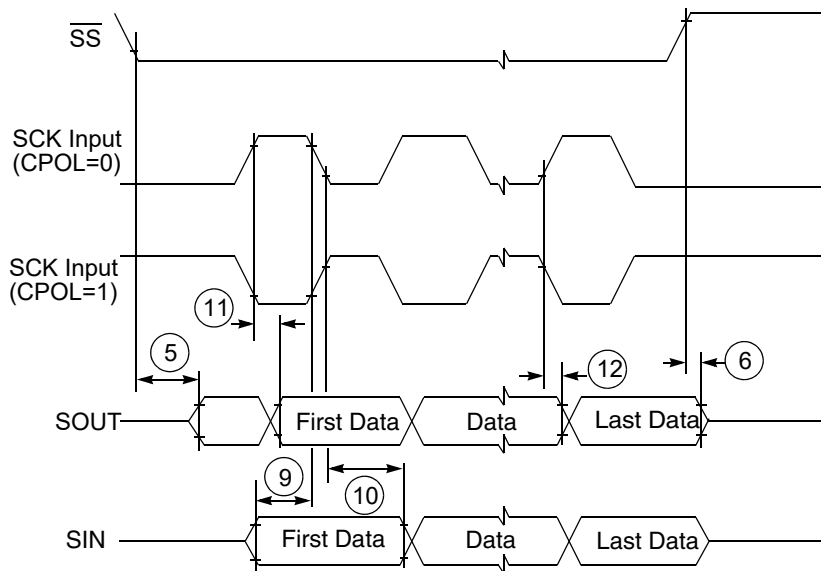 SS
SCK Input
(CPOL=0)
SCK Input
(CPOL=1)
11
5
12
6
SOUT
First Data
Data
Last Data
9
10
SIN
First Data
Data
Last Data